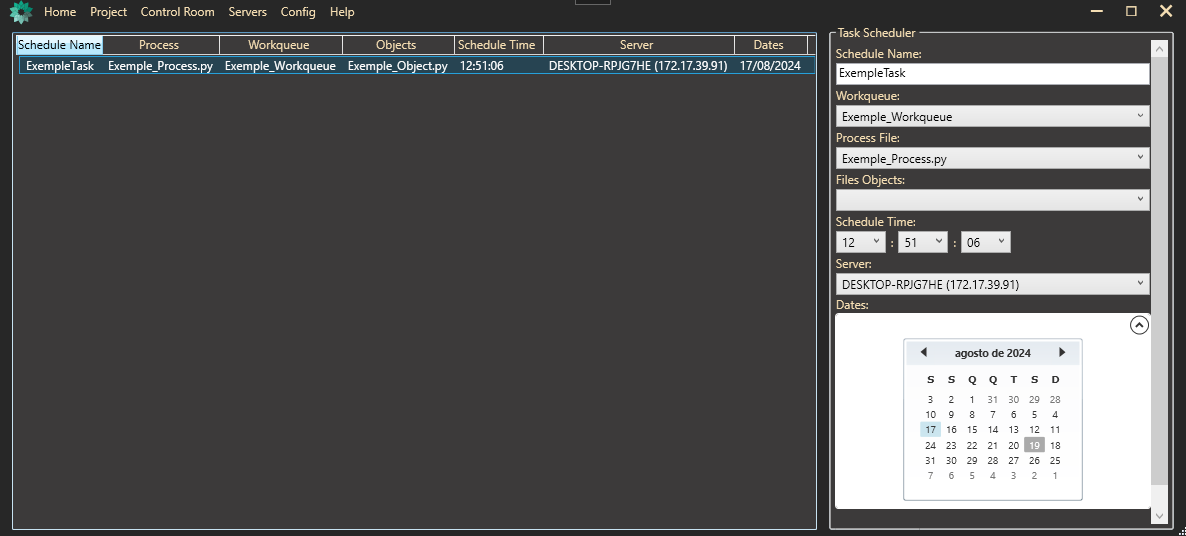 Home Project Control Room Servers Config Help
Schedule Name Process Workqueue Objects Schedule Time Server Dates
ExempleTask Exemple_Process.py Exemple_Workqueue Exemple_Object.py 12:51:06 DESKTOP-RPJG7HE (172.17.39.91) 17/08/2024
Task Scheduler
Schedule Name:
ExempleTask
Workqueue:
Exemple_Workqueue
Process File:
Exemple_Process.py
Files Objects:
Schedule Time:
12 : 51 : 06
Server:
DESKTOP-RPJG7HE (172.17.39.91)
Dates:
agosto de 2024
S S Q Q T S D
3 2 1 31 30 29 28
10 9 8 7 6 5 4
17 16 15 14 13 12 11
24 23 22 21 20 19 18
31 30 29 28 27 26 25
7 6 5 4 3 2 1